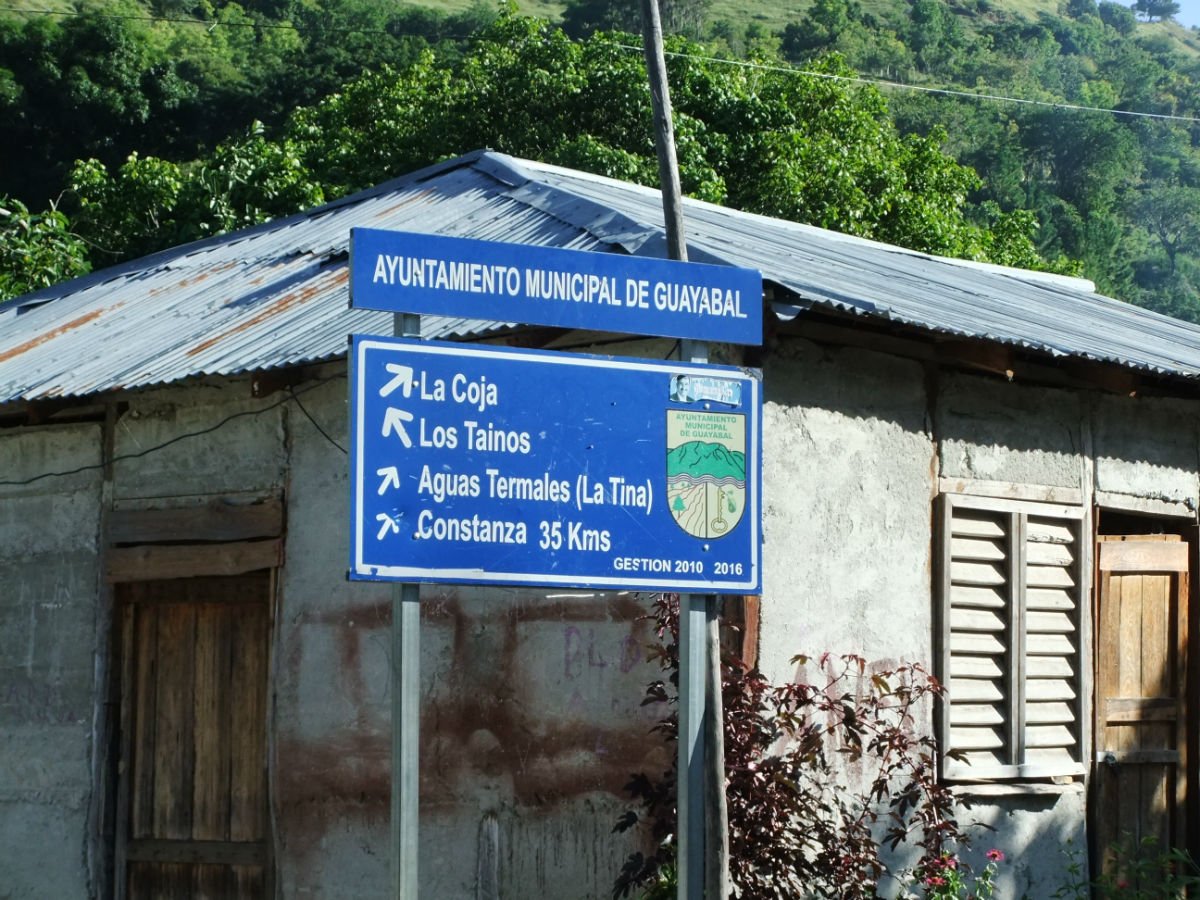 AYUNTAMIENTO MUNICIPAL DE GUAYABAL
La Coja
Los Tainos
Aguas Termales (La Tina)
Constanza 35 Kms
AYUNTAMIENTO MUNICIPAL
DE GUAYABAL
GESTION 2010 2016